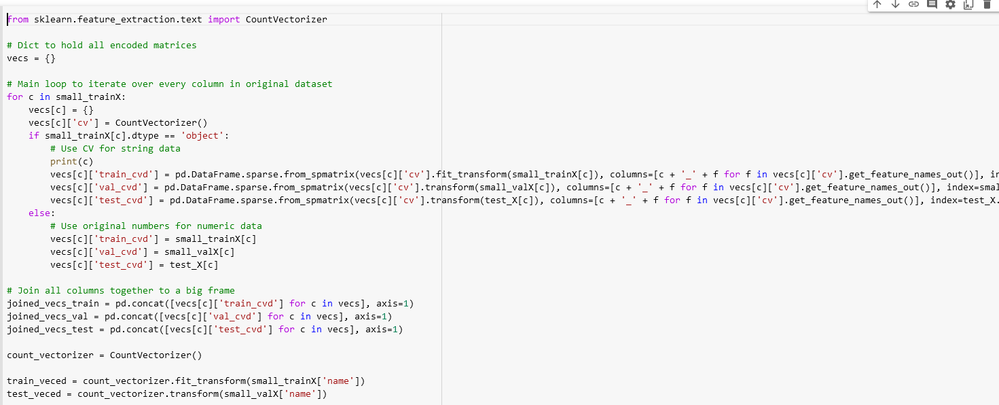 from sklearn.feature_extraction.text import CountVectorizer
# Dict to hold all encoded matrices
vecs = {}
# Main loop to iterate over every column in original dataset
for c in small_trainX:
    vecs[c] = {}
    vecs[c]['cv'] = CountVectorizer()
    if small_trainX[c].dtype == 'object':
        # Use CV for string data
        print(c)
        vecs[c]['train_cvd'] = pd.DataFrame.sparse.from_spmatrix(vecs[c]['cv'].fit_transform(small_trainX[c]), columns=[c + '_' + f for f in vecs[c]['cv'].get_feature_names_out()], in
        vecs[c]['val_cvd'] = pd.DataFrame.sparse.from_spmatrix(vecs[c]['cv'].transform(small_valX[c]), columns=[c + '_' + f for f in vecs[c]['cv'].get_feature_names_out()], index=smal
        vecs[c]['test_cvd'] = pd.DataFrame.sparse.from_spmatrix(vecs[c]['cv'].transform(test_X[c]), columns=[c + '_' + f for f in vecs[c]['cv'].get_feature_names_out()], index=test_X.
    else:
        # Use original numbers for numeric data
        vecs[c]['train_cvd'] = small_trainX[c]
        vecs[c]['val_cvd'] = small_valX[c]
        vecs[c]['test_cvd'] = test_X[c]
# Join all columns together to a big frame
joined_vecs_train = pd.concat([vecs[c]['train_cvd'] for c in vecs], axis=1)
joined_vecs_val = pd.concat([vecs[c]['val_cvd'] for c in vecs], axis=1)
joined_vecs_test = pd.concat([vecs[c]['test_cvd'] for c in vecs], axis=1)
count_vectorizer = CountVectorizer()
train_veced = count_vectorizer.fit_transform(small_trainX['name'])
test_veced = count_vectorizer.transform(small_valX['name'])